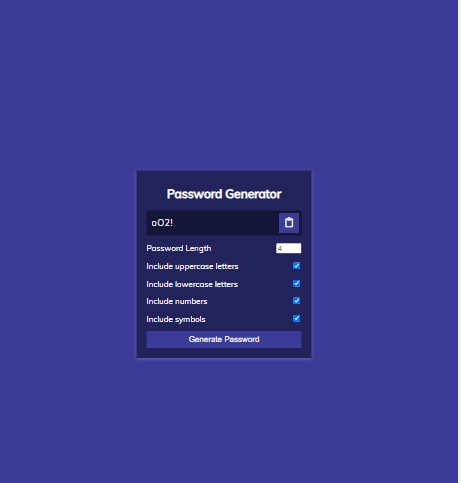 Password Generator
oO2!
Password Length
4
Include uppercase letters
Include lowercase letters
Include numbers
Include symbols
Generate Password